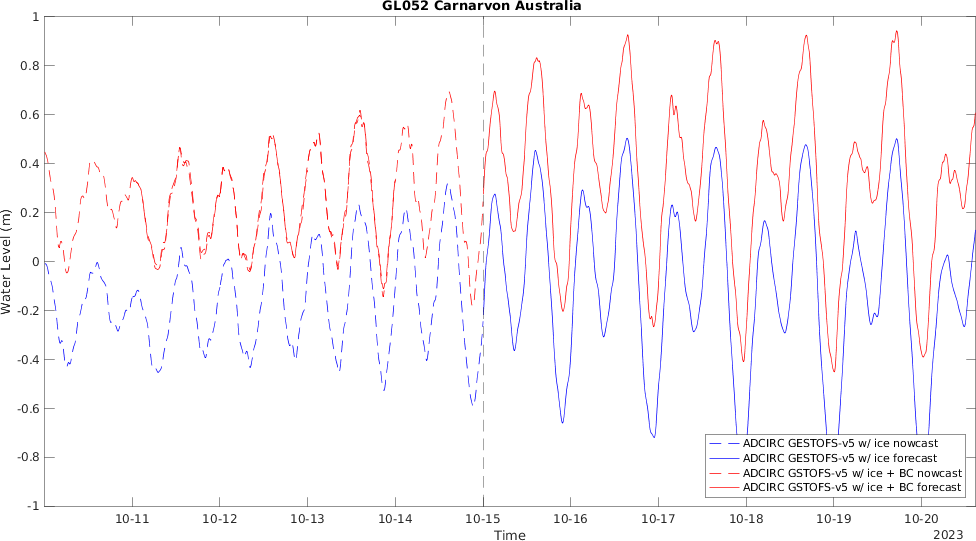 GL052 Carnarvon Australia
1
0.8
0.6
0.4
0.2
0
-0.2
-0.4
-0.6
-0.8
-1
Water Level (m)
ADCIRC GESTOFS-v5 w/ ice nowcast
ADCIRC GESTOFS-v5 w/ ice forecast
ADCIRC GSTOFS-v5 w/ ice + BC nowcast
ADCIRC GSTOFS-v5 w/ ice + BC forecast
10-11 10-12 10-13 10-14 10-15 10-16 10-17 10-18 10-19 10-20
Time
2023